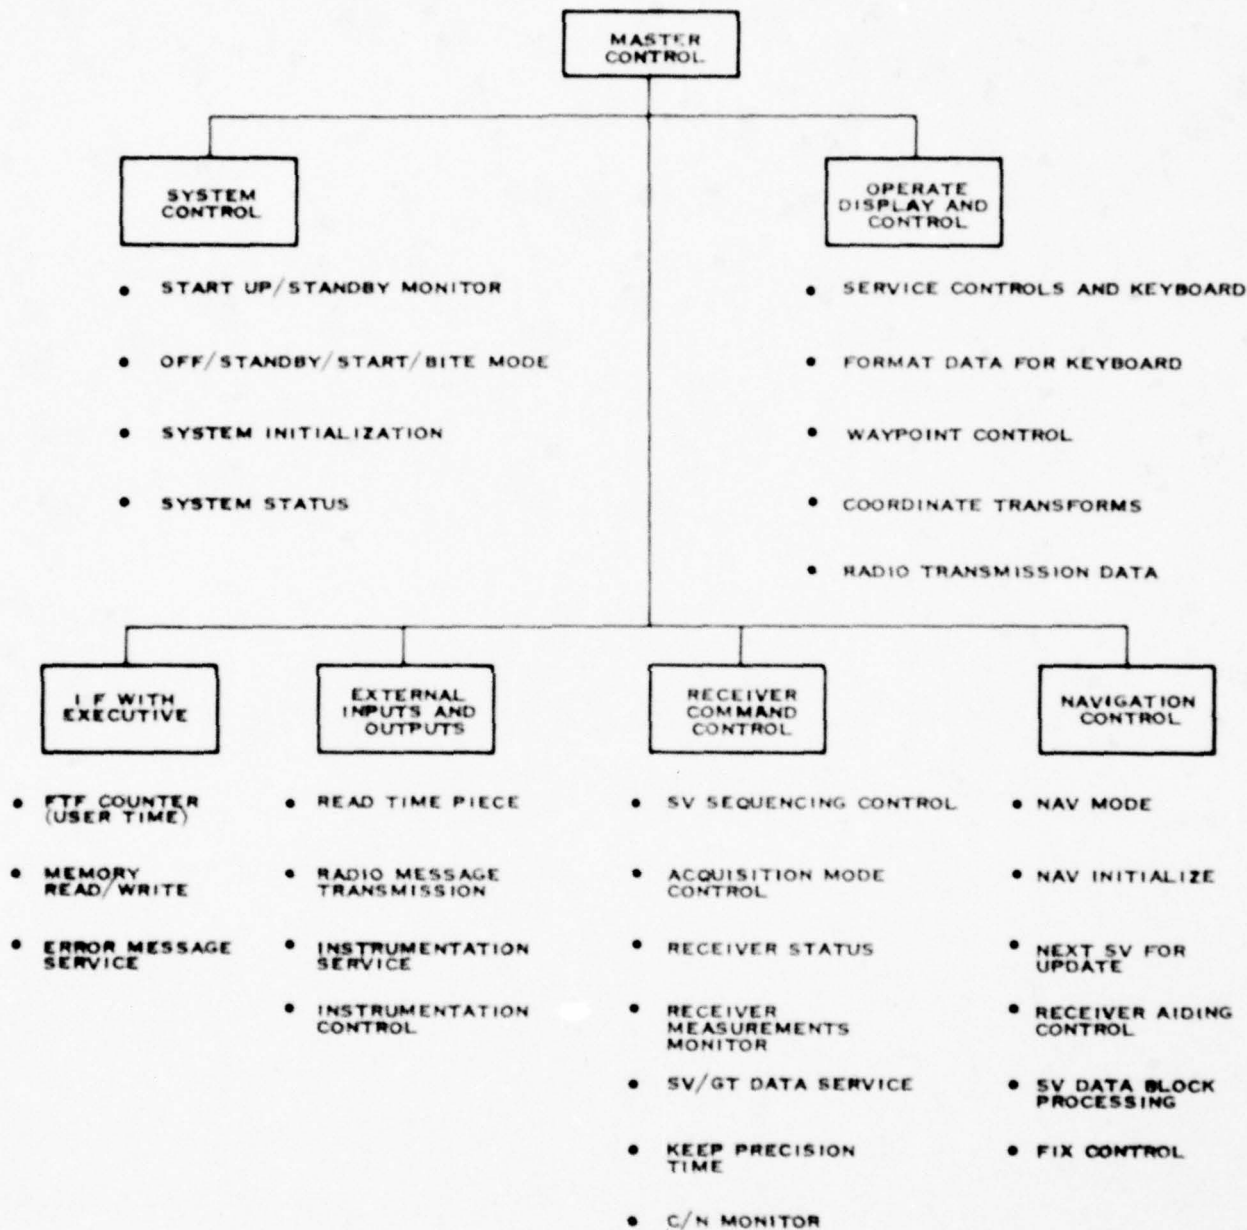 MASTER
CONTROL
SYSTEM
CONTROL
• START UP/STANDBY MONITOR
• OFF/STANDBY/START/BITE MODE
• SYSTEM INITIALIZATION
• SYSTEM STATUS
OPERATE
DISPLAY AND
CONTROL
• SERVICE CONTROLS AND KEYBOARD
• FORMAT DATA FOR KEYBOARD
• WAYPOINT CONTROL
• COORDINATE TRANSFORMS
• RADIO TRANSMISSION DATA
I F WITH
EXECUTIVE
• FTF COUNTER
(USER TIME)
• MEMORY
READ/WRITE
• ERROR MESSAGE
SERVICE
EXTERNAL
INPUTS AND
OUTPUTS
• READ TIME PIECE
• RADIO MESSAGE
TRANSMISSION
• INSTRUMENTATION
SERVICE
• INSTRUMENTATION
CONTROL
RECEIVER
COMMAND
CONTROL
• SV SEQUENCING CONTROL
• ACQUISITION MODE
CONTROL
• RECEIVER STATUS
• RECEIVER
MEASUREMENTS
MONITOR
• SV/GT DATA SERVICE
• KEEP PRECISION
TIME
• C/N MONITOR
NAVIGATION
CONTROL
• NAV MODE
• NAV INITIALIZE
• NEXT SV FOR
UPDATE
• RECEIVER AIDING
CONTROL
• SV DATA BLOCK
PROCESSING
• FIX CONTROL